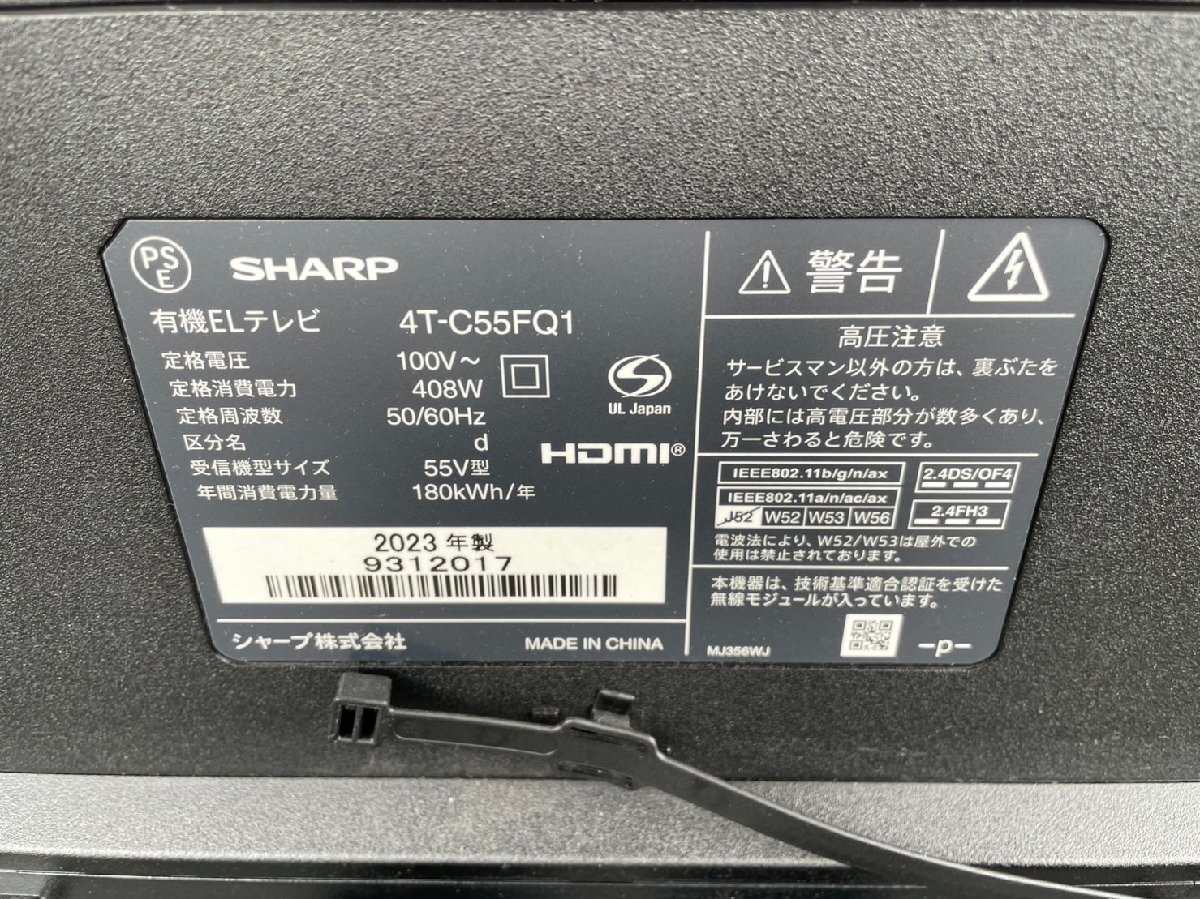 PSE
SHARP
有機ELテレビ 4T-C55FQ1
定格電圧 100V～
定格消費電力 408W
定格周波数 50/60Hz
区分名 d
受信機型サイズ 55V型
年間消費電力量 180kWh/年
S
UL Japan
HDMI®
2023 年製
9312017
シャープ株式会社 MADE IN CHINA
警告
高圧注意
サービスマン以外の方は、裏ぶたを
あけないでください。
内部には高電圧部分が数多くあり、
万一さわると危険です。
IEEE802.11b/g/n/ax
2.4DS/OF4
IEEE802.11a/n/ac/ax
J52 W52 W53 W56
2.4FH3
電波法により、W52/W53は屋外での
使用は禁止されております。
本機器は、技術基準適合認証を受けた
無線モジュールが入っています。
MJ356WJ
-p-